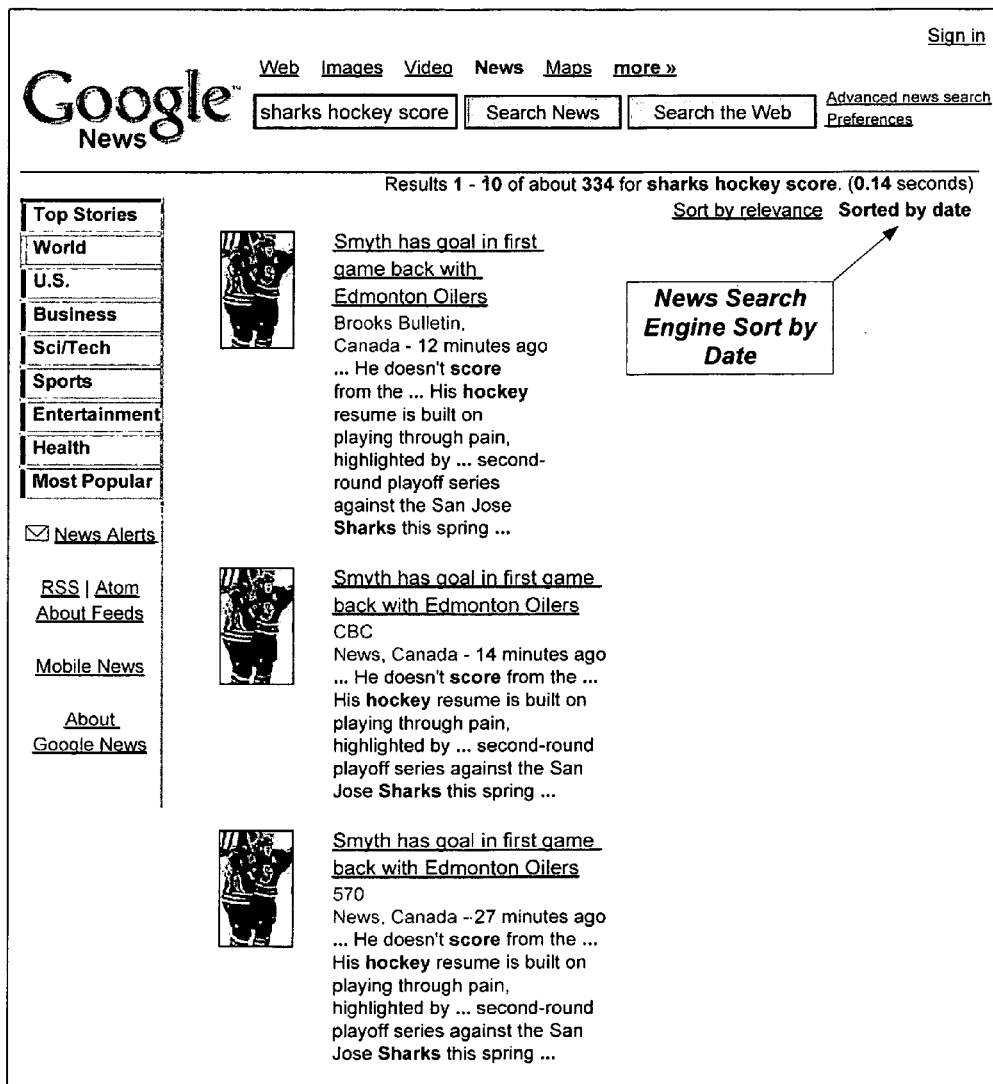 Sign in
Web Images Video News Maps more »
Google™
News
sharks hockey score Search News Search the Web
Advanced news search
Preferences
Results 1 - 10 of about 334 for sharks hockey score. (0.14 seconds)
Sort by relevance Sorted by date
Top Stories
World
U.S.
Business
Sci/Tech
Sports
Entertainment
Health
Most Popular
News Alerts
RSS | Atom
About Feeds
Mobile News
About
Google News
Smyth has goal in first
game back with
Edmonton Oilers
Brooks Bulletin,
Canada - 12 minutes ago
... He doesn't score
from the ... His hockey
resume is built on
playing through pain,
highlighted by ... second-
round playoff series
against the San Jose
Sharks this spring ...
News Search
Engine Sort by
Date
Smyth has goal in first game
back with Edmonton Oilers
CBC
News, Canada - 14 minutes ago
... He doesn't score from the ...
His hockey resume is built on
playing through pain,
highlighted by ... second-round
playoff series against the San
Jose Sharks this spring ...
Smyth has goal in first game
back with Edmonton Oilers
570
News, Canada - 27 minutes ago
... He doesn't score from the ...
His hockey resume is built on
playing through pain,
highlighted by ... second-round
playoff series against the San
Jose Sharks this spring ...